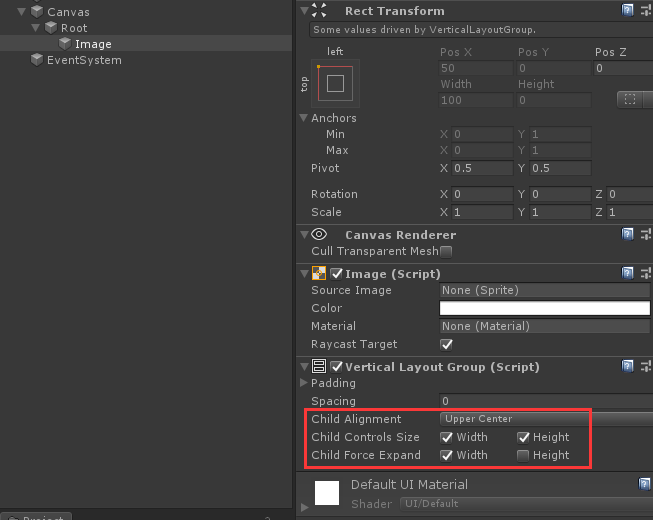 Canvas
Root
Image
EventSystem
Project
Rect Transform
Some values driven by VerticalLayoutGroup.
left
top
Pos X Pos Y Pos Z
50 0 0
Width Height
100 0
Anchors
Min X 0 Y 1
Max X 0 Y 1
Pivot X 0.5 Y 0.5
Rotation X 0 Y 0 Z 0
Scale X 1 Y 1 Z 1
Canvas Renderer
Cull Transparent Mesh
Image (Script)
Source Image None (Sprite)
Color
Material None (Material)
Raycast Target
Vertical Layout Group (Script)
Padding
Spacing 0
Child Alignment Upper Center
Child Controls Size Width Height
Child Force Expand Width Height
Default UI Material
Shader UI/Default